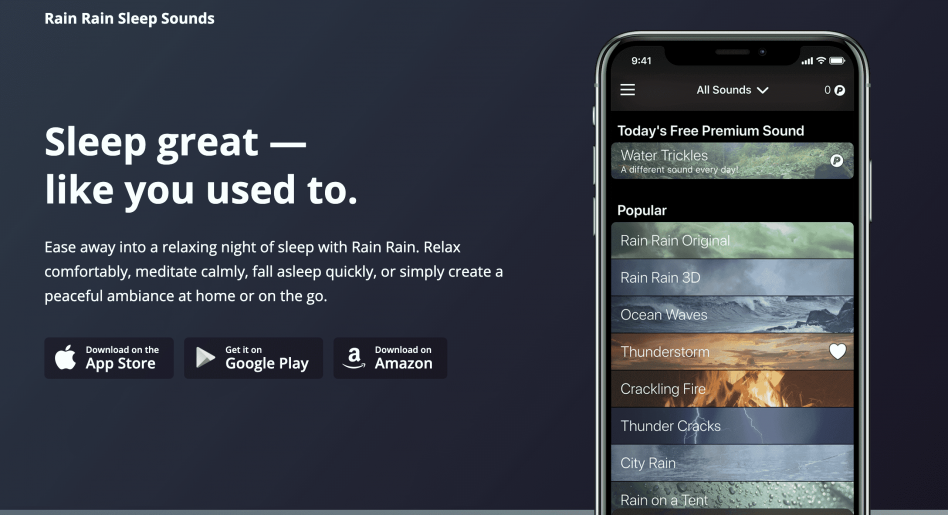 Rain Rain Sleep Sounds
Sleep great —
like you used to.
Ease away into a relaxing night of sleep with Rain Rain. Relax
comfortably, meditate calmly, fall asleep quickly, or simply create a
peaceful ambiance at home or on the go.
Download on the
App Store
Get it on
Google Play
a
Download on
Amazon
9:41
All Sounds
0 P
Today's Free Premium Sound
Water Trickles
A different sound every day!
P
Popular
Rain Rain Original
Rain Rain 3D
Ocean Waves
Thunderstorm
Crackling Fire
Thunder Cracks
City Rain
Rain on a Tent